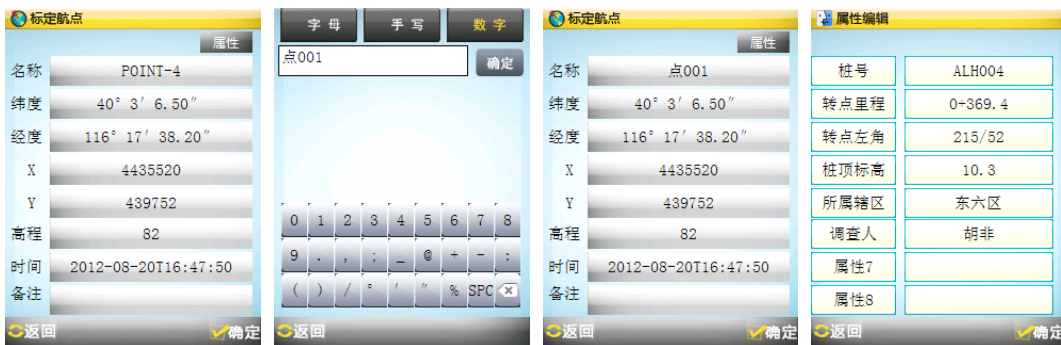 标定航点
属性
名称 POINT-4
纬度 40° 3′ 6.50″
经度 116° 17′ 38.20″
X 4435520
Y 439752
高程 82
时间 2012-08-20T16:47:50
备注
返回 确定
字母 手写 数字
点001 确定
0 1 2 3 4 5 6 7 8
9 . , ; _ @ + - :
( ) / ° ′ ″ % SPC
返回
标定航点
属性
名称 点001
纬度 40° 3′ 6.50″
经度 116° 17′ 38.20″
X 4435520
Y 439752
高程 82
时间 2012-08-20T16:47:50
备注
返回 确定
属性编辑
桩号 ALH004
转点里程 0+369.4
转点左角 215/52
桩顶标高 10.3
所属辖区 东六区
调查人 胡非
属性7
属性8
返回 确定